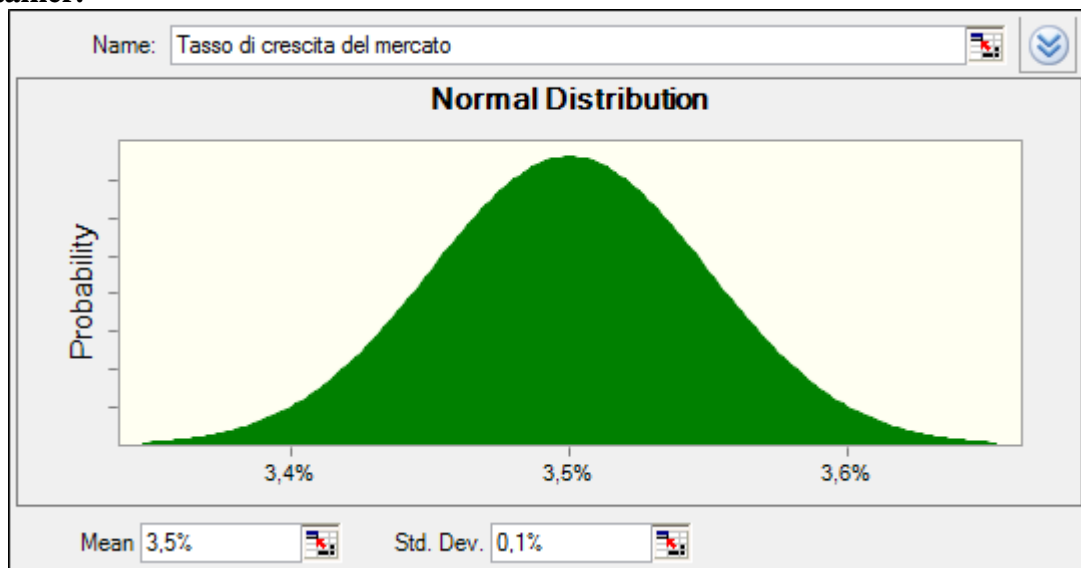 Name: Tasso di crescita del mercato
Normal Distribution
Probability
3,4% 3,5% 3,6%
Mean 3,5% Std. Dev. 0,1%